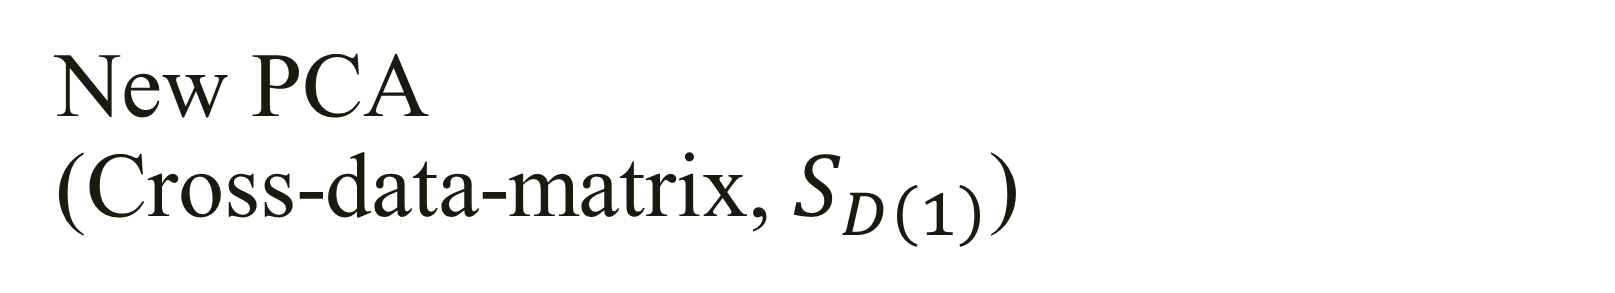 New PCA
(Cross-data-matrix, $S_{D(1)}$)